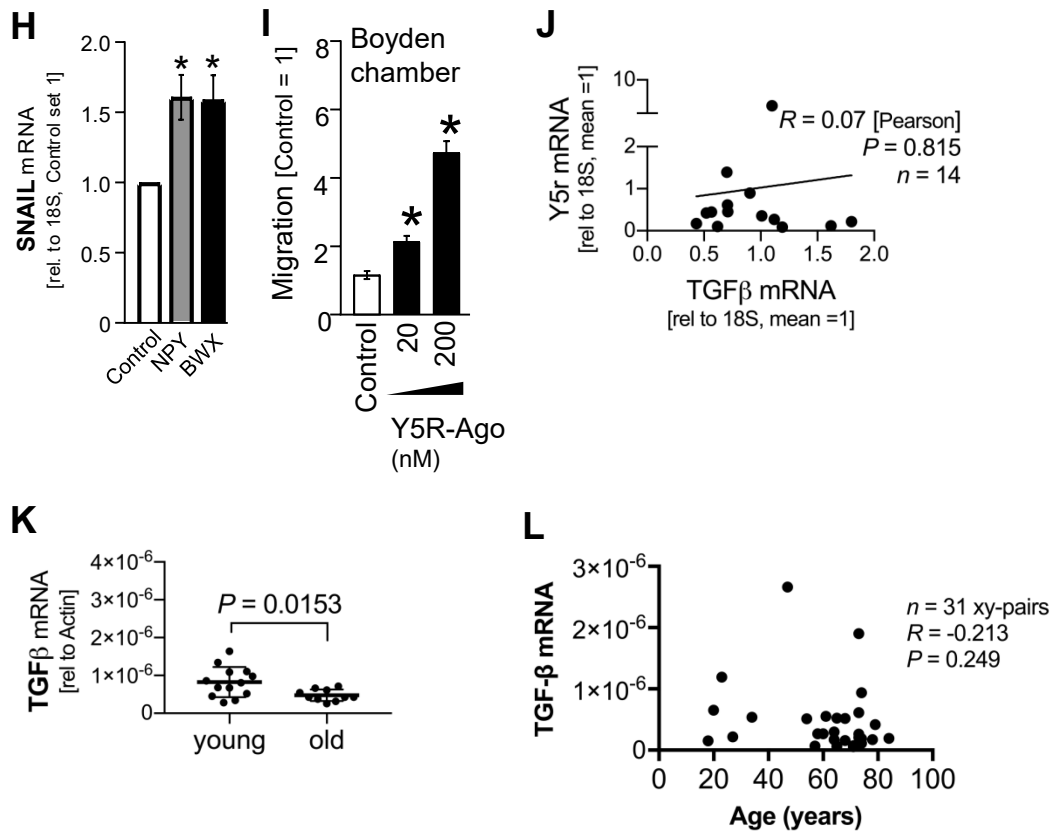 H
SNAIL mRNA
[rel. to 18S, Control set 1]
2.0
1.5
1.0
0.5
0
*
*
Control
NPY
BWX
I
Boyden
chamber
Migration [Control = 1]
8
6
4
2
0
*
*
Control
20
200
Y5R-Ago
(nM)
J
Y5r mRNA
[rel to 18S, mean =1]
10
2
1
0
R = 0.07 [Pearson]
P = 0.815
n = 14
0.0 0.5 1.0 1.5 2.0
TGFβ mRNA
[rel to 18S, mean =1]
K
TGFβ mRNA
[rel to Actin]
4×10-6
3×10-6
2×10-6
1×10-6
0
P = 0.0153
young old
L
TGF-β mRNA
3×10-6
2×10-6
1×10-6
0
n = 31 xy-pairs
R = -0.213
P = 0.249
0 20 40 60 80 100
Age (years)